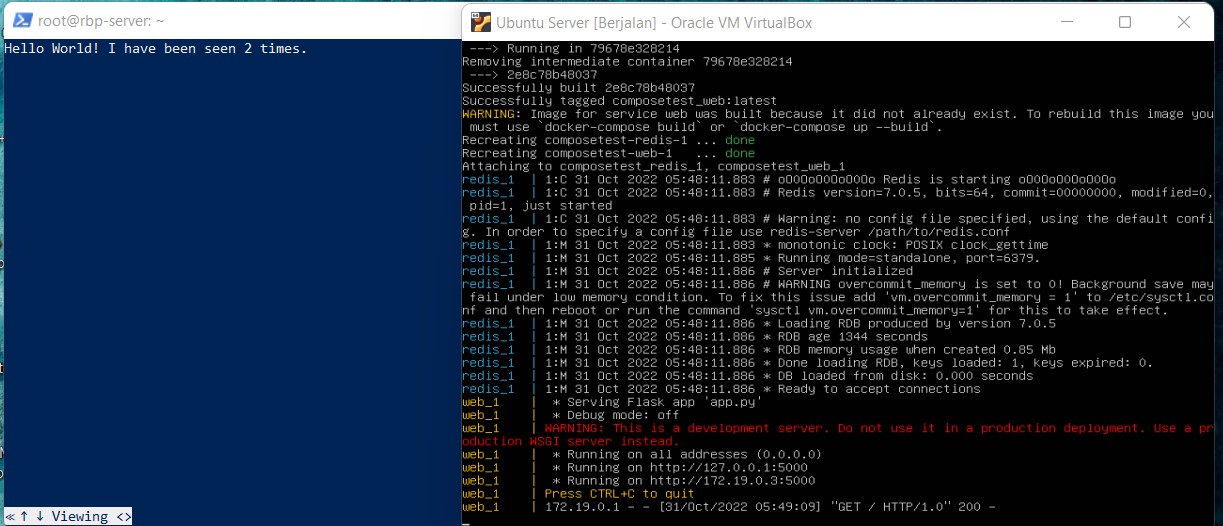 root@rbp-server: ~
Hello World! I have been seen 2 times.
≪ ↑ ↓ Viewing <>
Ubuntu Server [Berjalan] - Oracle VM VirtualBox
---> Running in 79678e328214
Removing intermediate container 79678e328214
---> 2e8c78b48037
Successfully built 2e8c78b48037
Successfully tagged composetest_web:latest
WARNING: Image for service web was built because it did not already exist. To rebuild this image you
must use `docker-compose build` or `docker-compose up --build`.
Recreating composetest-redis-1 ... done
Recreating composetest-web-1   ... done
Attaching to composetest_redis_1, composetest_web_1
redis_1  | 1:C 31 Oct 2022 05:48:11.883 # oO0OoO0OoO0Oo Redis is starting oO0OoO0OoO0Oo
redis_1  | 1:C 31 Oct 2022 05:48:11.883 # Redis version=7.0.5, bits=64, commit=00000000, modified=0,
pid=1, just started
redis_1  | 1:C 31 Oct 2022 05:48:11.883 # Warning: no config file specified, using the default confi
g. In order to specify a config file use redis-server /path/to/redis.conf
redis_1  | 1:M 31 Oct 2022 05:48:11.883 * monotonic clock: POSIX clock_gettime
redis_1  | 1:M 31 Oct 2022 05:48:11.885 * Running mode=standalone, port=6379.
redis_1  | 1:M 31 Oct 2022 05:48:11.886 # Server initialized
redis_1  | 1:M 31 Oct 2022 05:48:11.886 # WARNING overcommit_memory is set to 0! Background save may
fail under low memory condition. To fix this issue add 'vm.overcommit_memory = 1' to /etc/sysctl.co
nf and then reboot or run the command 'sysctl vm.overcommit_memory=1' for this to take effect.
redis_1  | 1:M 31 Oct 2022 05:48:11.886 * Loading RDB produced by version 7.0.5
redis_1  | 1:M 31 Oct 2022 05:48:11.886 * RDB age 1344 seconds
redis_1  | 1:M 31 Oct 2022 05:48:11.886 * RDB memory usage when created 0.85 Mb
redis_1  | 1:M 31 Oct 2022 05:48:11.886 * Done loading RDB, keys loaded: 1, keys expired: 0.
redis_1  | 1:M 31 Oct 2022 05:48:11.886 * DB loaded from disk: 0.000 seconds
redis_1  | 1:M 31 Oct 2022 05:48:11.886 * Ready to accept connections
web_1    |  * Serving Flask app 'app.py'
web_1    |  * Debug mode: off
web_1    | WARNING: This is a development server. Do not use it in a production deployment. Use a pr
oduction WSGI server instead.
web_1    |  * Running on all addresses (0.0.0.0)
web_1    |  * Running on http://127.0.0.1:5000
web_1    |  * Running on http://172.19.0.3:5000
web_1    | Press CTRL+C to quit
web_1    | 172.19.0.1 - - [31/Oct/2022 05:49:09] "GET / HTTP/1.0" 200 -